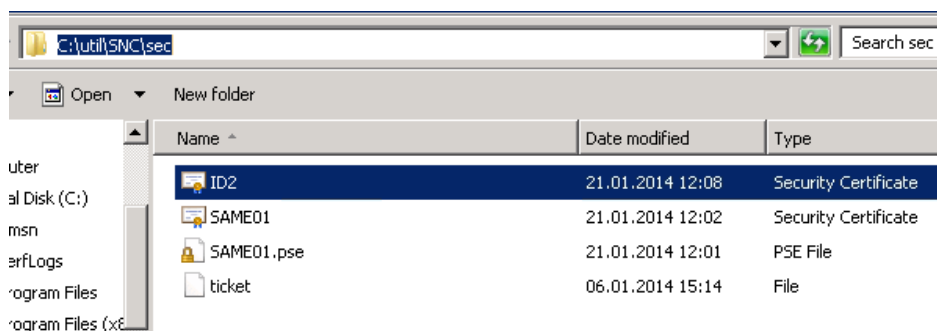 C:\util\SNC\sec
Search sec
Open
New folder
Name
Date modified
Type
uter
al Disk (C:)
msn
erfLogs
rogram Files
rogram Files (x8
ID2 21.01.2014 12:08 Security Certificate
SAME01 21.01.2014 12:02 Security Certificate
SAME01.pse 21.01.2014 12:01 PSE File
ticket 06.01.2014 15:14 File